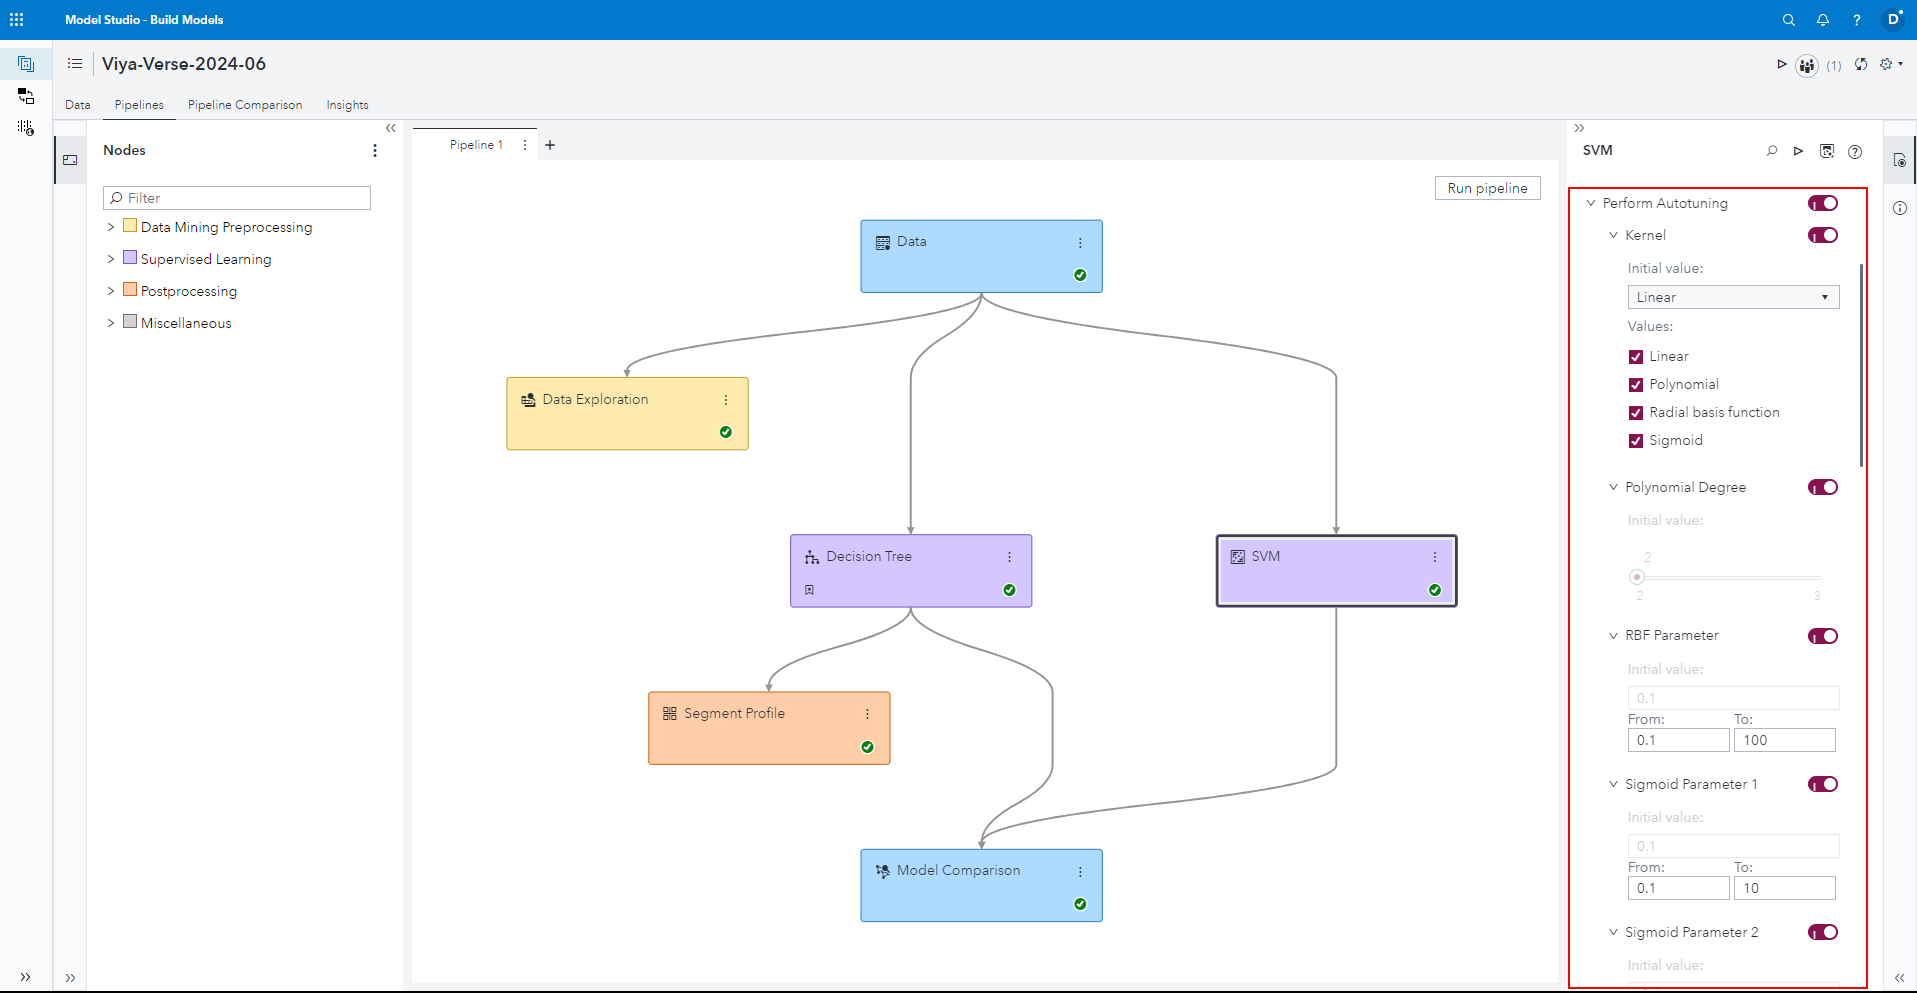 Model Studio - Build Models
?
D
Viya-Verse-2024-06
(1)
Data
Pipelines
Pipeline Comparison
Insights
Nodes
Filter
Data Mining Preprocessing
Supervised Learning
Postprocessing
Miscellaneous
Pipeline 1
Run pipeline
Data
Data Exploration
Decision Tree
SVM
Segment Profile
Model Comparison
SVM
Perform Autotuning
Kernel
Initial value:
Linear
Values:
Linear
Polynomial
Radial basis function
Sigmoid
Polynomial Degree
Initial value:
2
2 3
RBF Parameter
Initial value:
0.1
From: To:
0.1 100
Sigmoid Parameter 1
Initial value:
0.1
From: To:
0.1 10
Sigmoid Parameter 2
Initial value: